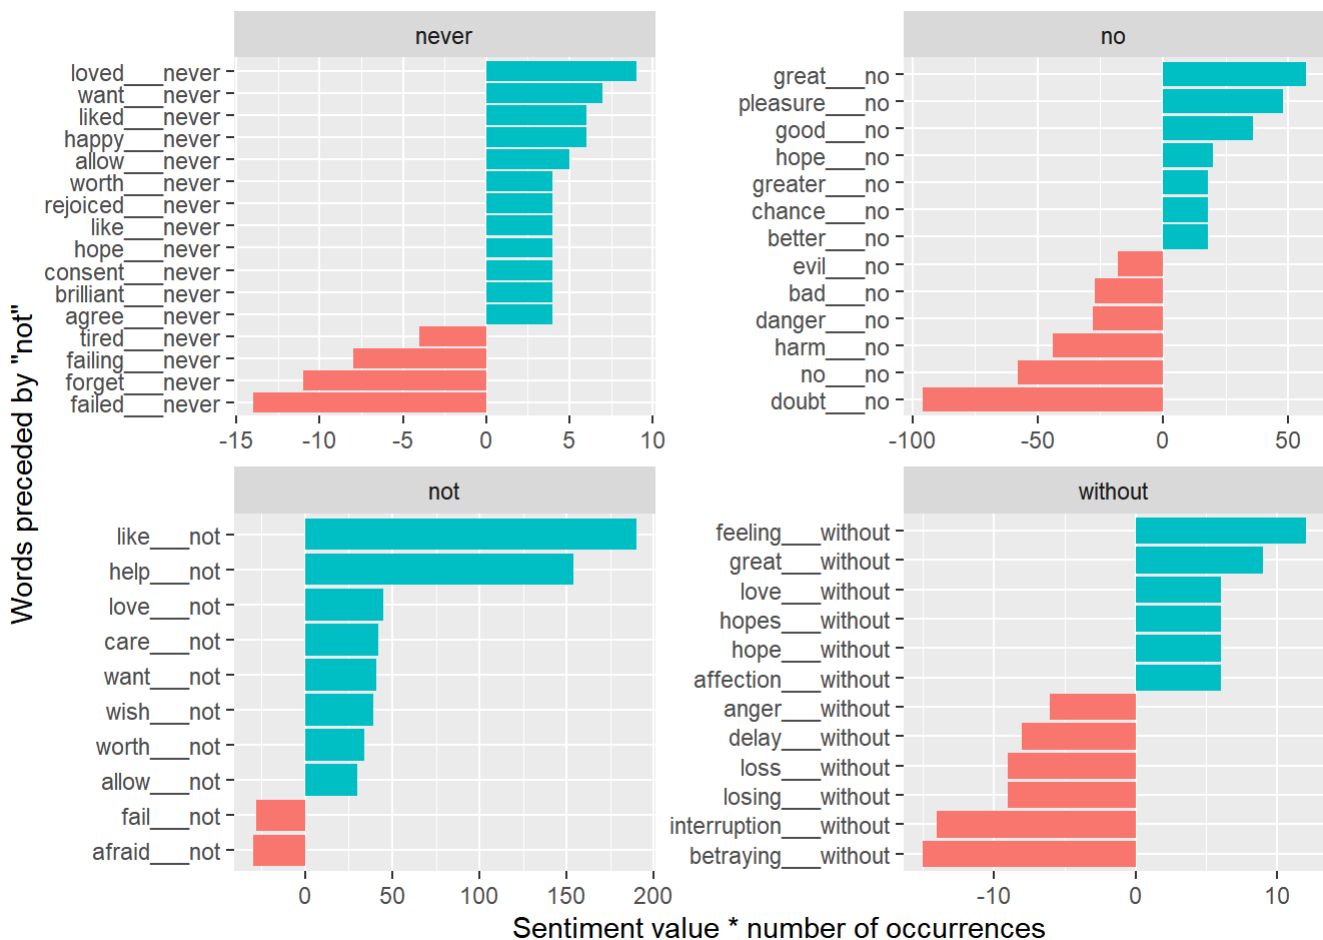 never
loved___never
want___never
liked___never
happy___never
allow___never
worth___never
rejoiced___never
like___never
hope___never
consent___never
brilliant___never
agree___never
tired___never
failing___never
forget___never
failed___never
-15 -10 -5 0 5 10
no
great___no
pleasure___no
good___no
hope___no
greater___no
chance___no
better___no
evil___no
bad___no
danger___no
harm___no
no___no
doubt___no
-100 -50 0 50
not
like___not
help___not
love___not
care___not
want___not
wish___not
worth___not
allow___not
fail___not
afraid___not
0 50 100 150 200
without
feeling___without
great___without
love___without
hopes___without
hope___without
affection___without
anger___without
delay___without
loss___without
losing___without
interruption___without
betraying___without
-10 0 10
Words preceded by "not"
Sentiment value * number of occurrences